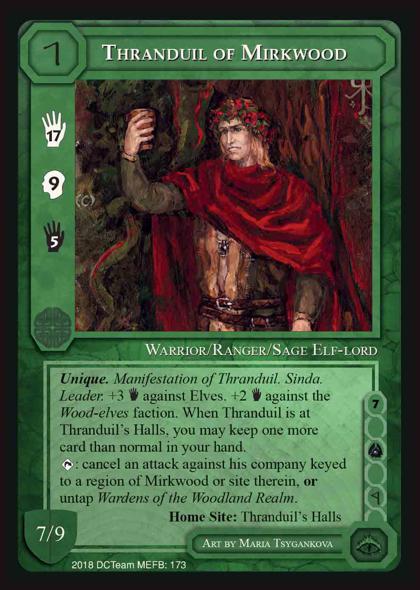 THRANDUIL OF MIRKWOOD
17
9
5
(C)
WARRIOR/RANGER/SAGE ELF-LORD
Unique. Manifestation of Thranduil. Sinda.
Leader. +3 against Elves. +2 against the
Wood-elves faction. When Thranduil is at
Thranduil's Halls, you may keep one more
card than normal in your hand.
: cancel an attack against his company keyed
to a region of Mirkwood or site therein, or
untap Wardens of the Woodland Realm.
Home Site: Thranduil's Halls
7
7/9
ART BY MARIA TSYGANKOVA
2018 DCTeam MEFB: 173